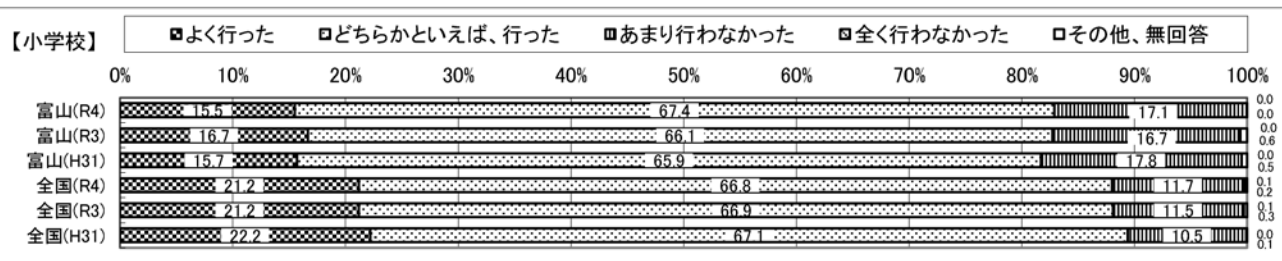 【小学校】
よく行った どちらかといえば、行った あまり行わなかった 全く行わなかった その他、無回答
0% 10% 20% 30% 40% 50% 60% 70% 80% 90% 100%
富山(R4) 15.5 67.4 17.1 0.0 0.0
富山(R3) 16.7 66.1 16.7 0.0 0.6
富山(H31) 15.7 65.9 17.8 0.0 0.5
全国(R4) 21.2 66.8 11.7 0.1 0.2
全国(R3) 21.2 66.9 11.5 0.1 0.3
全国(H31) 22.2 67.1 10.5 0.0 0.1